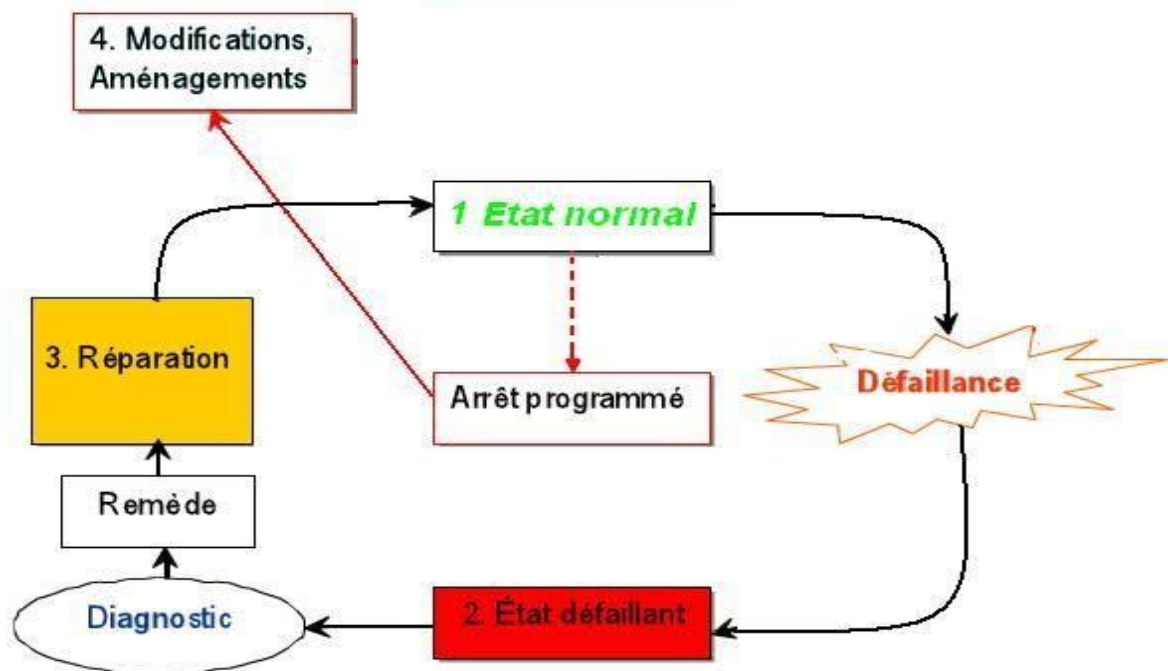 4. Modifications,
Aménagements
1 Etat normal
3. Réparation
Arrêt programmé
Défaillance
Remède
Diagnostic
2. État défaillant